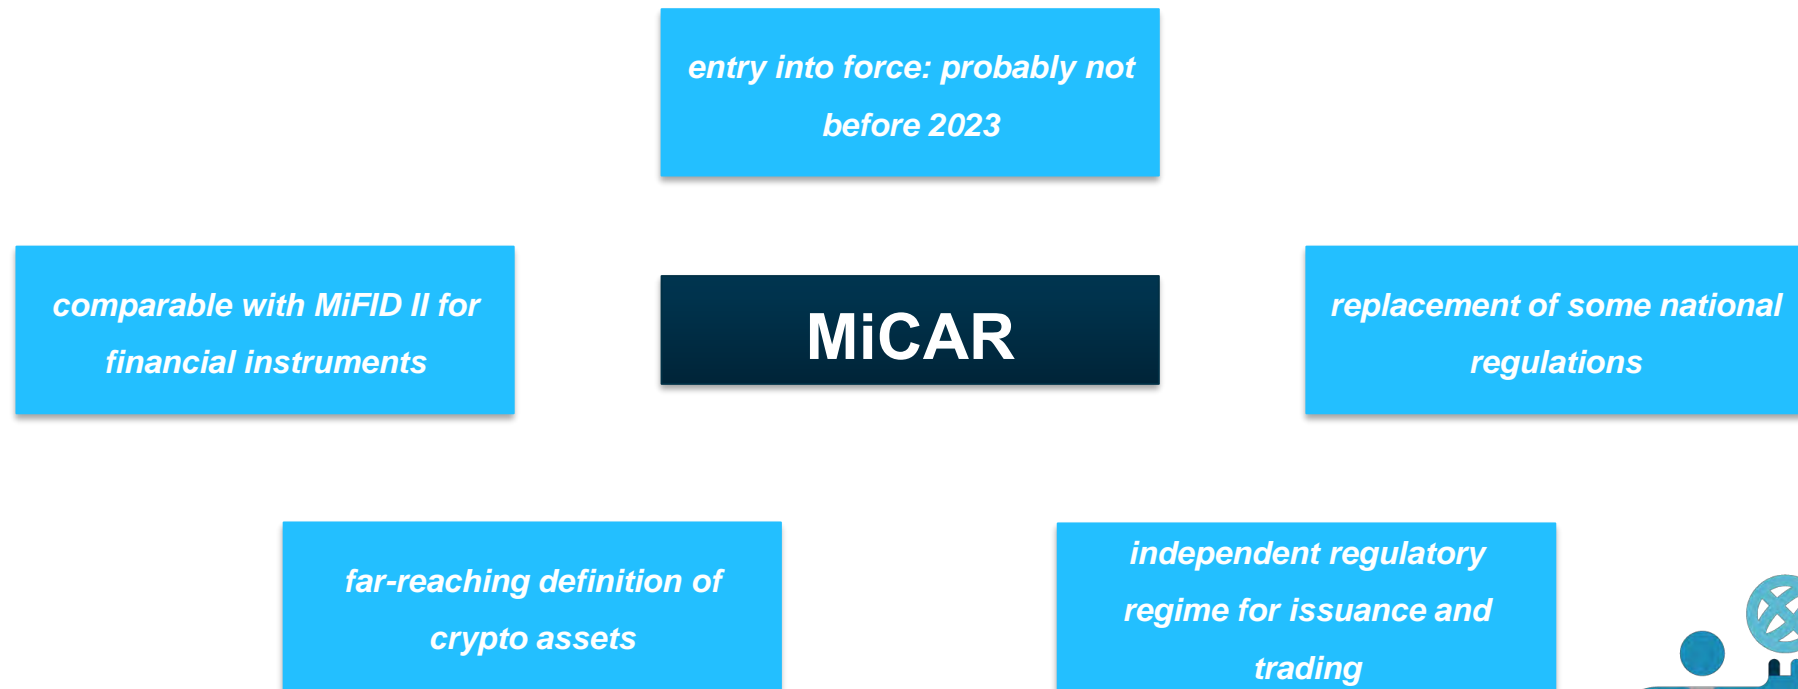 entry into force: probably not
before 2023
comparable with MiFID II for
financial instruments
MiCAR
replacement of some national
regulations
far-reaching definition of
crypto assets
independent regulatory
regime for issuance and
trading